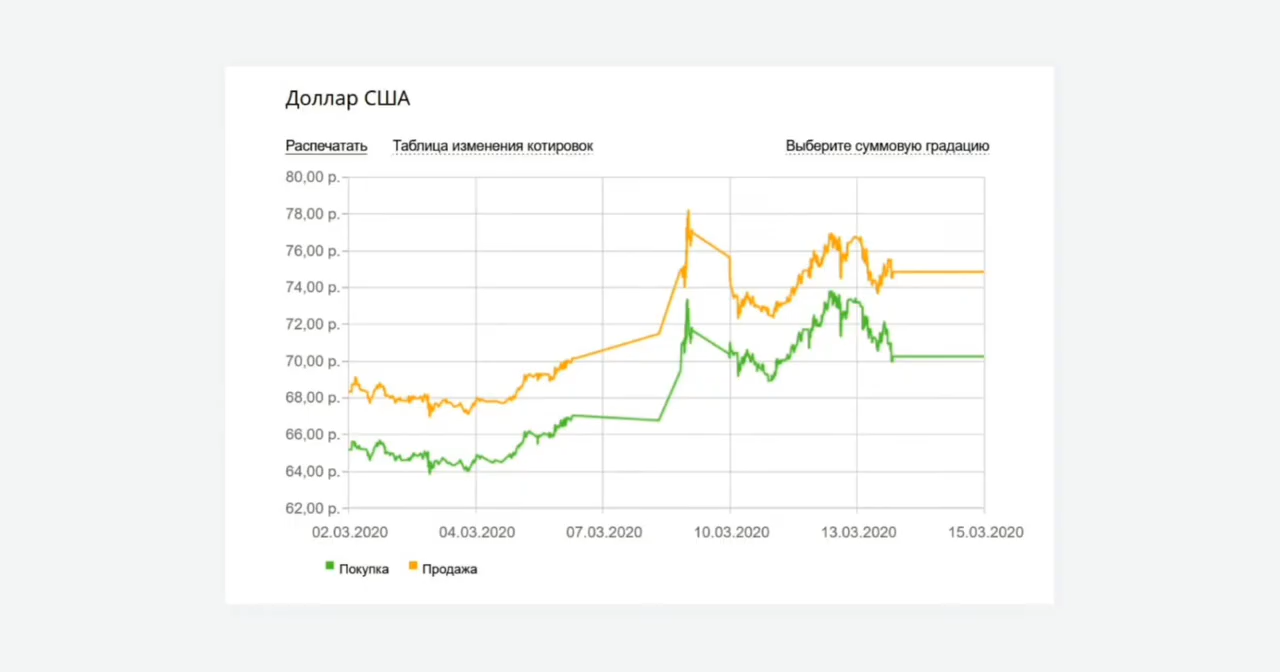 Доллар США
Распечатать Таблица изменения котировок Выберите суммовую градацию
80,00 р.
78,00 р.
76,00 р.
74,00 р.
72,00 р.
70,00 р.
68,00 р.
66,00 р.
64,00 р.
62,00 р.
02.03.2020 04.03.2020 07.03.2020 10.03.2020 13.03.2020 15.03.2020
Покупка Продажа